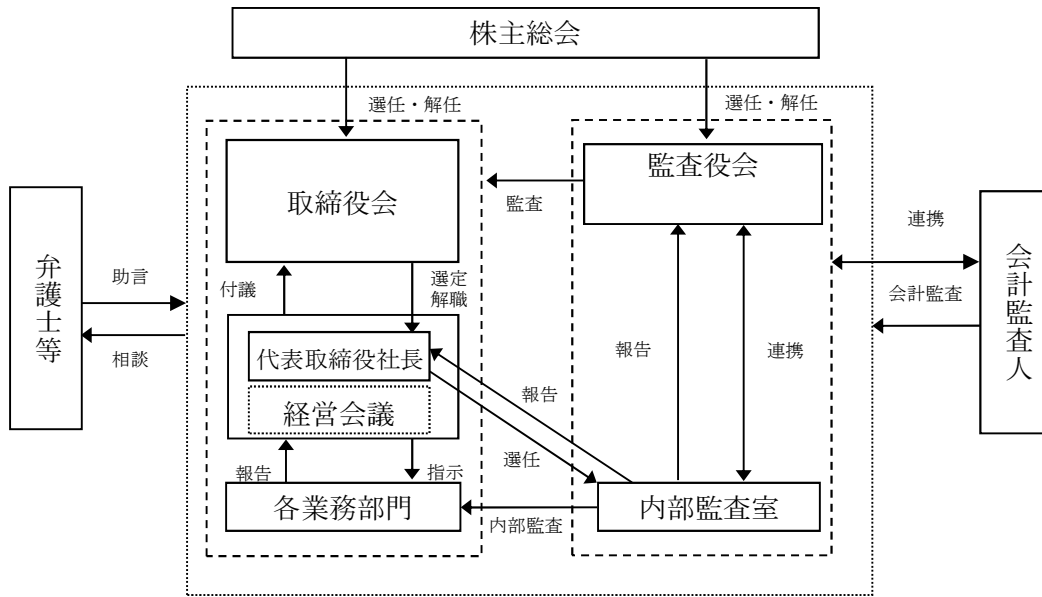 株主総会
選任・解任
選任・解任
取締役会
監査役会
監査
弁護士等
助言
相談
付議
選定
解職
連携
会計監査
会計監査人
代表取締役社長
経営会議
報告
連携
報告
選任
報告
指示
各業務部門
内部監査
内部監査室